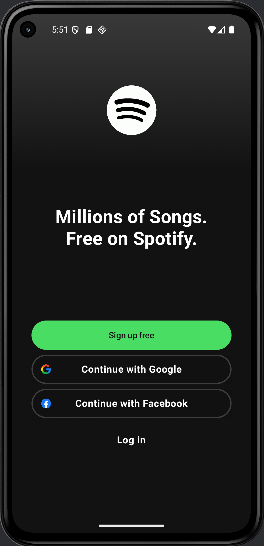 5:51
Millions of Songs.
Free on Spotify.
Sign up free
Continue with Google
Continue with Facebook
Log in